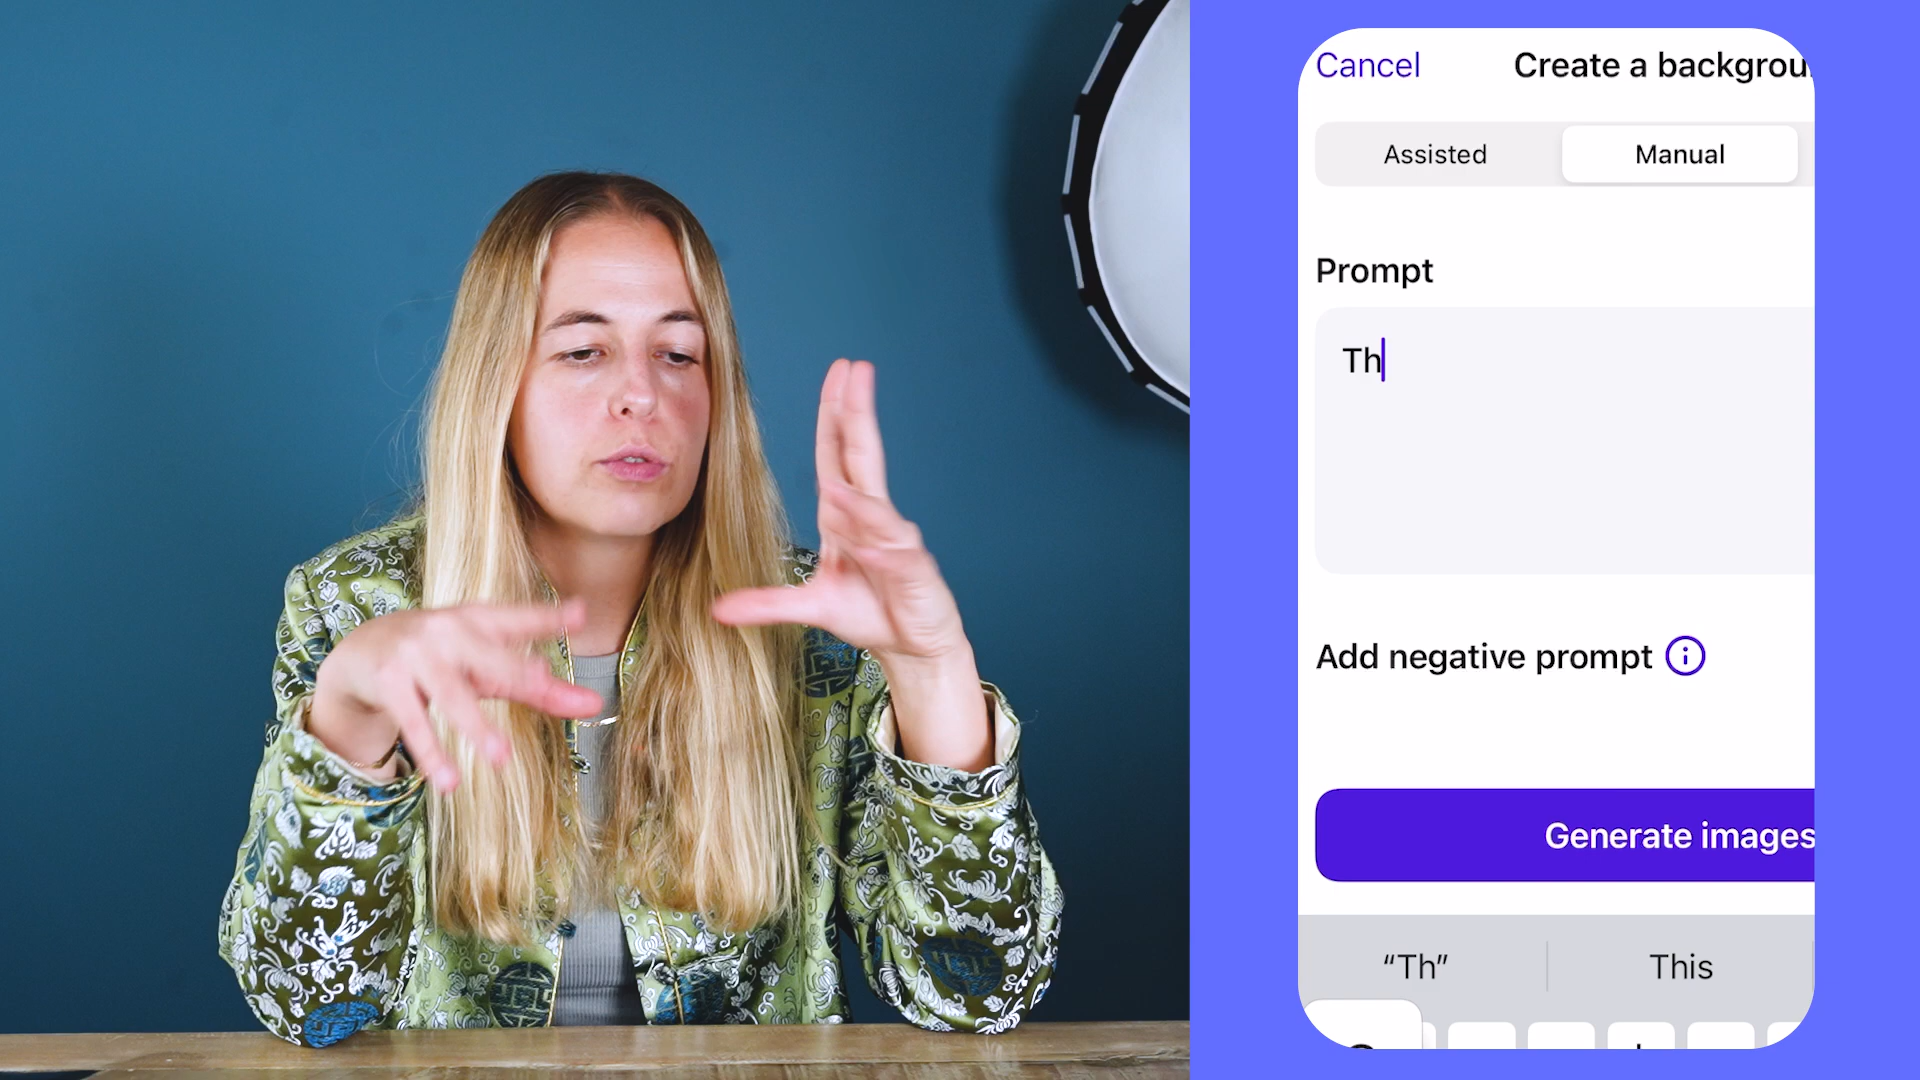 Cancel Create a backgrou
Assisted Manual
Prompt
Th
Add negative prompt
Generate images
“Th” This